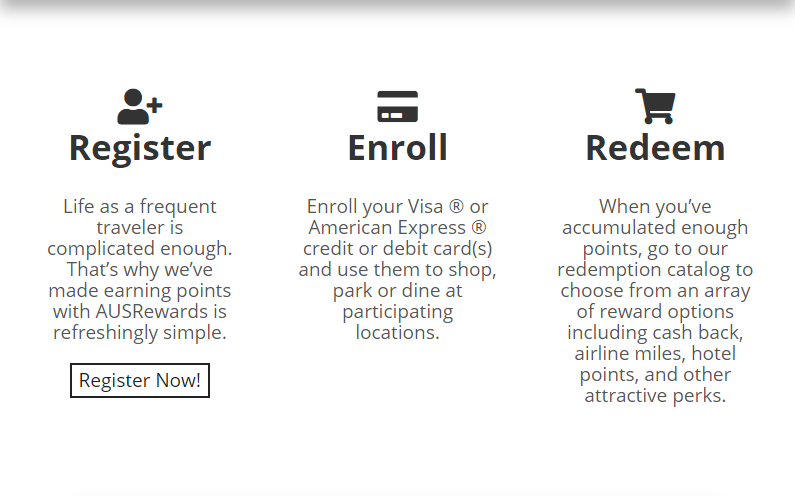 Register
Life as a frequent
traveler is
complicated enough.
That’s why we’ve
made earning points
with AUSRewards is
refreshingly simple.
Register Now!
Enroll
Enroll your Visa ® or
American Express ®
credit or debit card(s)
and use them to shop,
park or dine at
participating
locations.
Redeem
When you’ve
accumulated enough
points, go to our
redemption catalog to
choose from an array
of reward options
including cash back,
airline miles, hotel
points, and other
attractive perks.